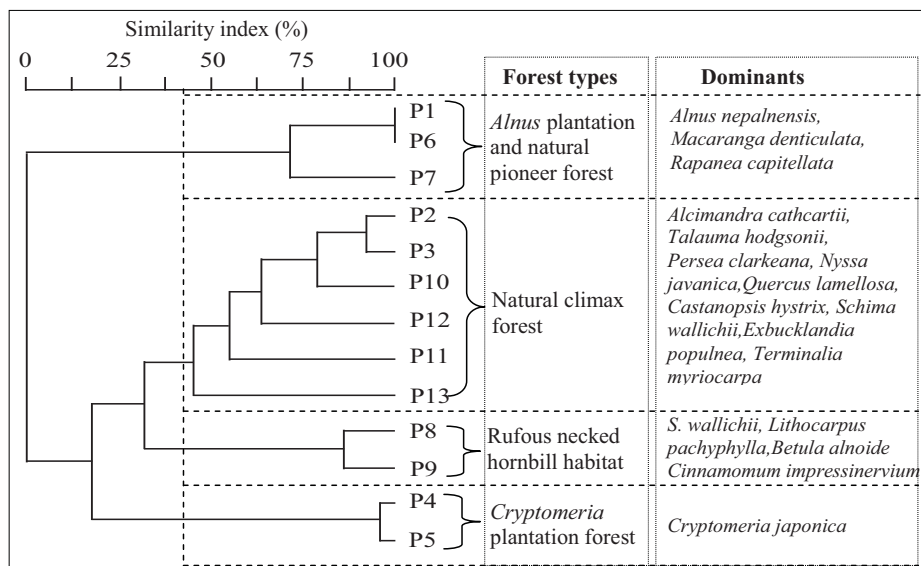 Similarity index (%)
0 25 50 75 100
Forest types
Dominants
P1
P6
P7
Alnus plantation
and natural
pioneer forest
Alnus nepalnensis,
Macaranga denticulata,
Rapanea capitellata
P2
P3
P10
P12
P11
P13
Natural climax
forest
Alcimandra cathcartii,
Talauma hodgsonii,
Persea clarkeana, Nyssa
javanica,Quercus lamellosa,
Castanopsis hystrix, Schima
wallichii,Exbucklandia
populnea, Terminalia
myriocarpa
P8
P9
Rufous necked
hornbill habitat
S. wallichii, Lithocarpus
pachyphylla,Betula alnoide
Cinnamomum impressinervium
P4
P5
Cryptomeria
plantation forest
Cryptomeria japonica